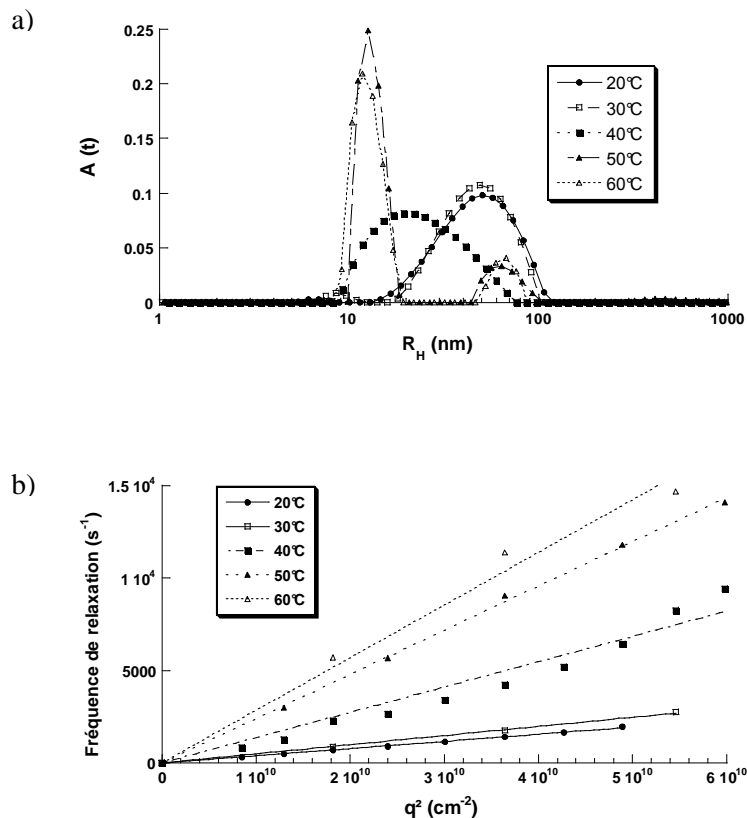 a)
0.25
0.2
0.15
0.1
0.05
0
A (t)
20°C
30°C
40°C
50°C
60°C
1 10 100 1000
R_H (nm)
b)
1.5 10⁴
1 10⁴
5000
0
Fréquence de relaxation (s⁻¹)
20°C
30°C
40°C
50°C
60°C
0 1 10¹⁰ 2 10¹⁰ 3 10¹⁰ 4 10¹⁰ 5 10¹⁰ 6 10¹⁰
q² (cm⁻²)